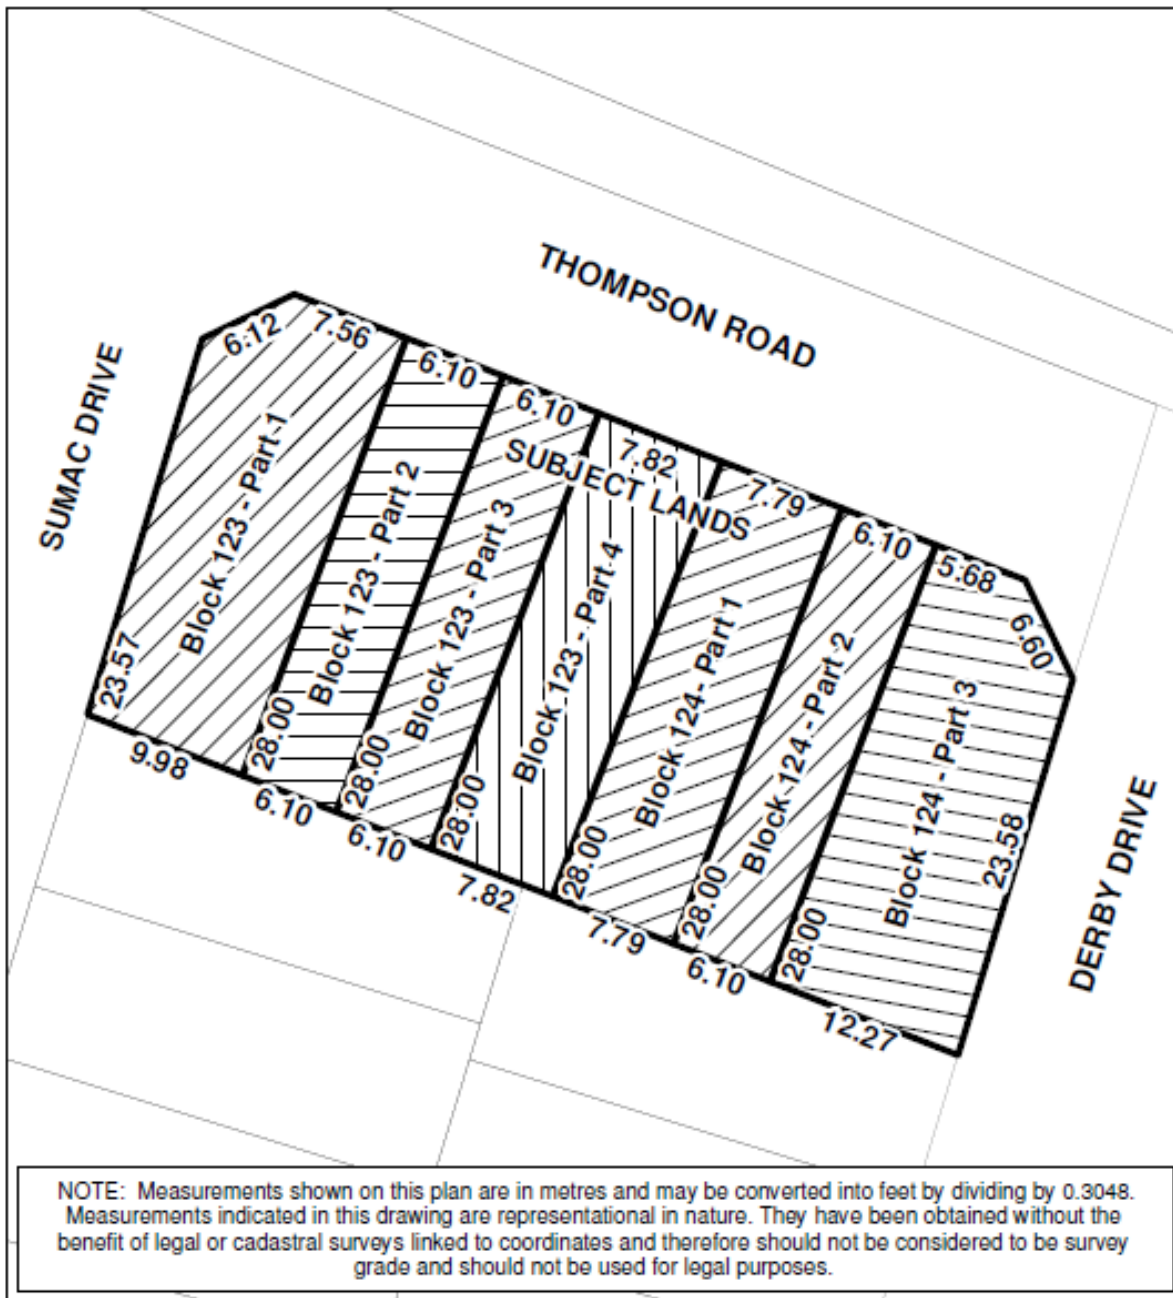 THOMPSON ROAD
SUMAC DRIVE
DERBY DRIVE
SUBJECT LANDS
6.12
7.56
6.10
6.10
7.82
7.79
6.10
5.68
6.60
Block 123 - Part 1
Block 123 - Part 2
Block 123 - Part 3
Block 123 - Part 4
Block 124- Part 1
Block 124 - Part 2
Block 124 - Part 3
23.57
28.00
28.00
28.00
28.00
28.00
28.00
23.58
9.98
6.10
6.10
7.82
7.79
6.10
12.27
NOTE: Measurements shown on this plan are in metres and may be converted into feet by dividing by 0.3048.
Measurements indicated in this drawing are representational in nature. They have been obtained without the
benefit of legal or cadastral surveys linked to coordinates and therefore should not be considered to be survey
grade and should not be used for legal purposes.